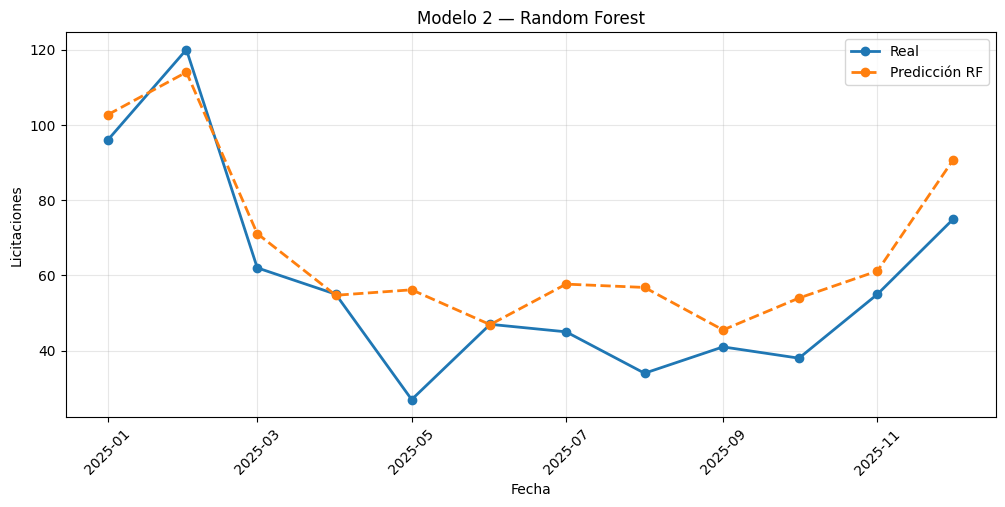 Modelo 2 — Random Forest
Real
Predicción RF
Licitaciones
120
100
80
60
40
2025-01
2025-03
2025-05
2025-07
2025-09
2025-11
Fecha